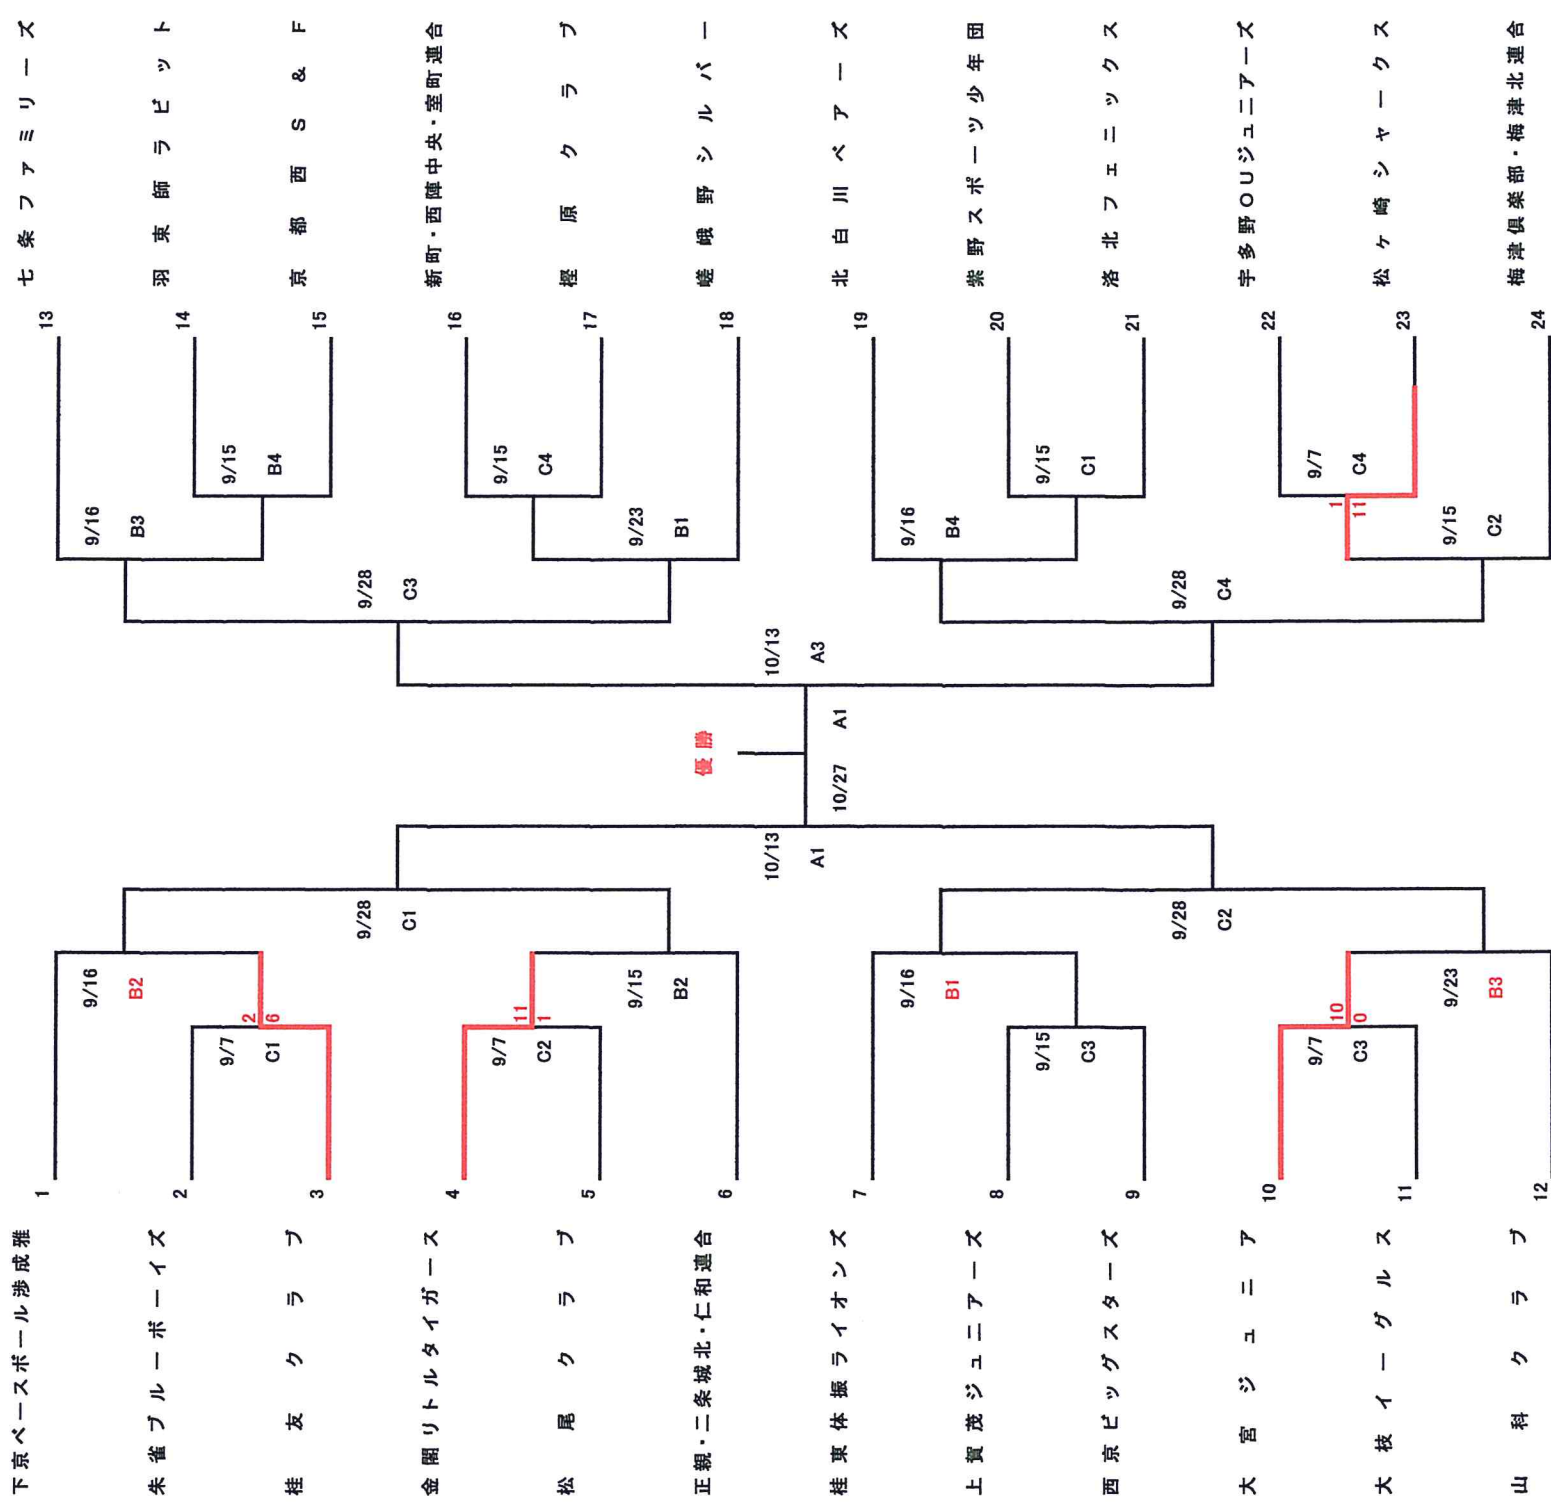 下京ベースボール渉成雅 1
朱雀ブルーボーイズ 2
桂友クラブ 3
金閣リトルタイガース 4
松尾クラブ 5
正親・二条城北・仁和連合 6
桂東体振ライオンズ 7
上賀茂ジュニアーズ 8
西京ビッグスターズ 9
大宮ジュニア 10
大枝イーグルス 11
山科クラブ 12
9/7
C1
2
6
9/7
C2
11
1
9/15
C3
9/7
C3
10
0
9/16
B2
9/15
B2
9/16
B1
9/23
B3
9/28
C1
9/28
C2
10/13
A1
優勝
10/27 A1
10/13
A3
9/28
C3
9/28
C4
9/16
B3
9/23
B1
9/16
B4
9/15
C2
9/15
B4
9/15
C4
9/15
C1
1
11
9/7
C4
13 七条ファミリーズ
14 羽束師ラビット
15 京都西S&F
16 新町・西陣中央・室町連合
17 樫原クラブ
18 嵯峨野シルバー
19 北白川ベアーズ
20 紫野スポーツ少年団
21 洛北フェニックス
22 宇多野OUジュニアーズ
23 松ヶ崎シャークス
24 梅津倶楽部・梅津北連合